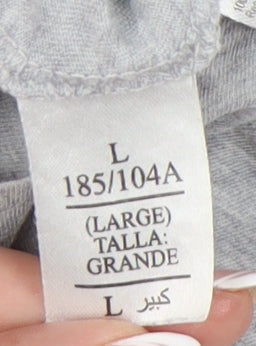 L
185/104A
(LARGE)
TALLA:
GRANDE
L كبير